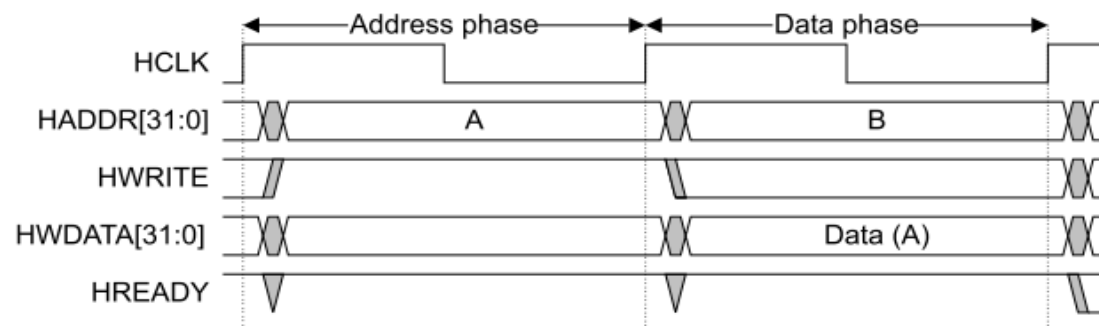 Address phase Data phase
HCLK
HADDR[31:0] A B
HWRITE
HWDATA[31:0] Data (A)
HREADY